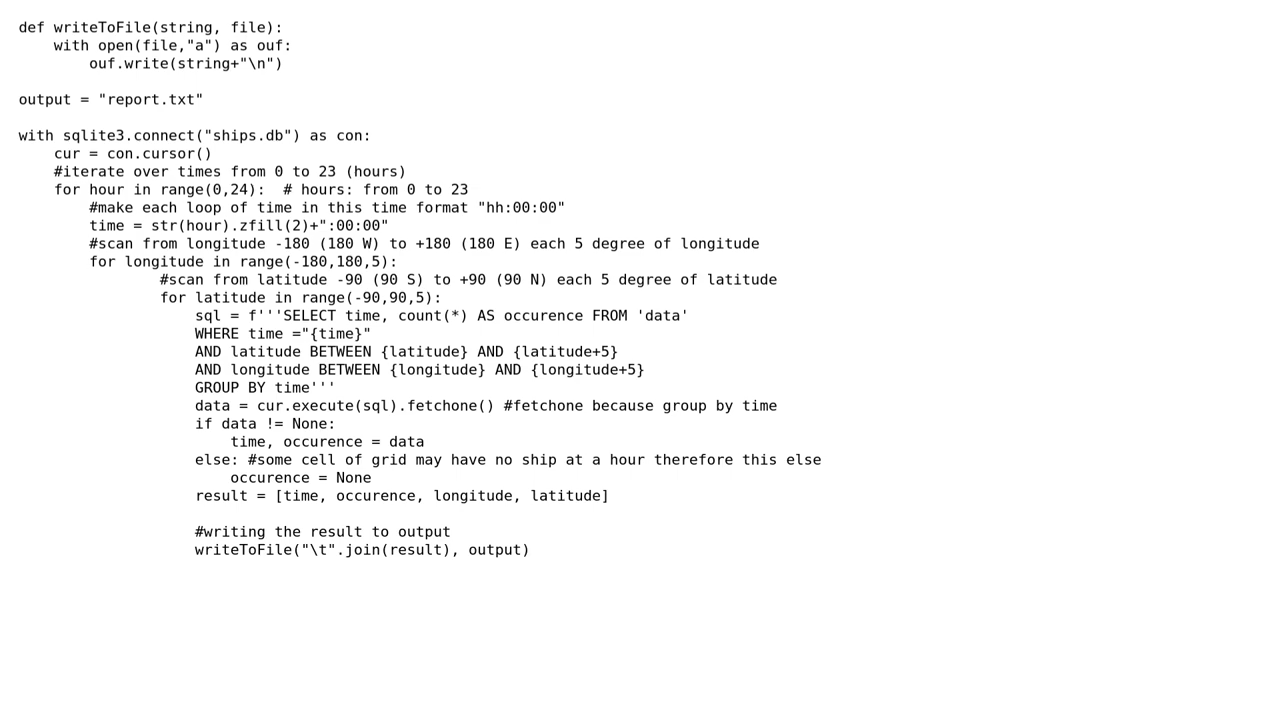 def writeToFile(string, file):
    with open(file,"a") as ouf:
        ouf.write(string+"\n")

output = "report.txt"

with sqlite3.connect("ships.db") as con:
    cur = con.cursor()
    #iterate over times from 0 to 23 (hours)
    for hour in range(0,24):  # hours: from 0 to 23
        #make each loop of time in this time format "hh:00:00"
        time = str(hour).zfill(2)+":00:00"
        #scan from longitude -180 (180 W) to +180 (180 E) each 5 degree of longitude
        for longitude in range(-180,180,5):
                #scan from latitude -90 (90 S) to +90 (90 N) each 5 degree of latitude
                for latitude in range(-90,90,5):
                    sql = f'''SELECT time, count(*) AS occurence FROM 'data'
                    WHERE time ="{time}"
                    AND latitude BETWEEN {latitude} AND {latitude+5}
                    AND longitude BETWEEN {longitude} AND {longitude+5}
                    GROUP BY time'''
                    data = cur.execute(sql).fetchone() #fetchone because group by time
                    if data != None:
                        time, occurence = data
                    else: #some cell of grid may have no ship at a hour therefore this else
                        occurence = None
                    result = [time, occurence, longitude, latitude]

                    #writing the result to output
                    writeToFile("\t".join(result), output)